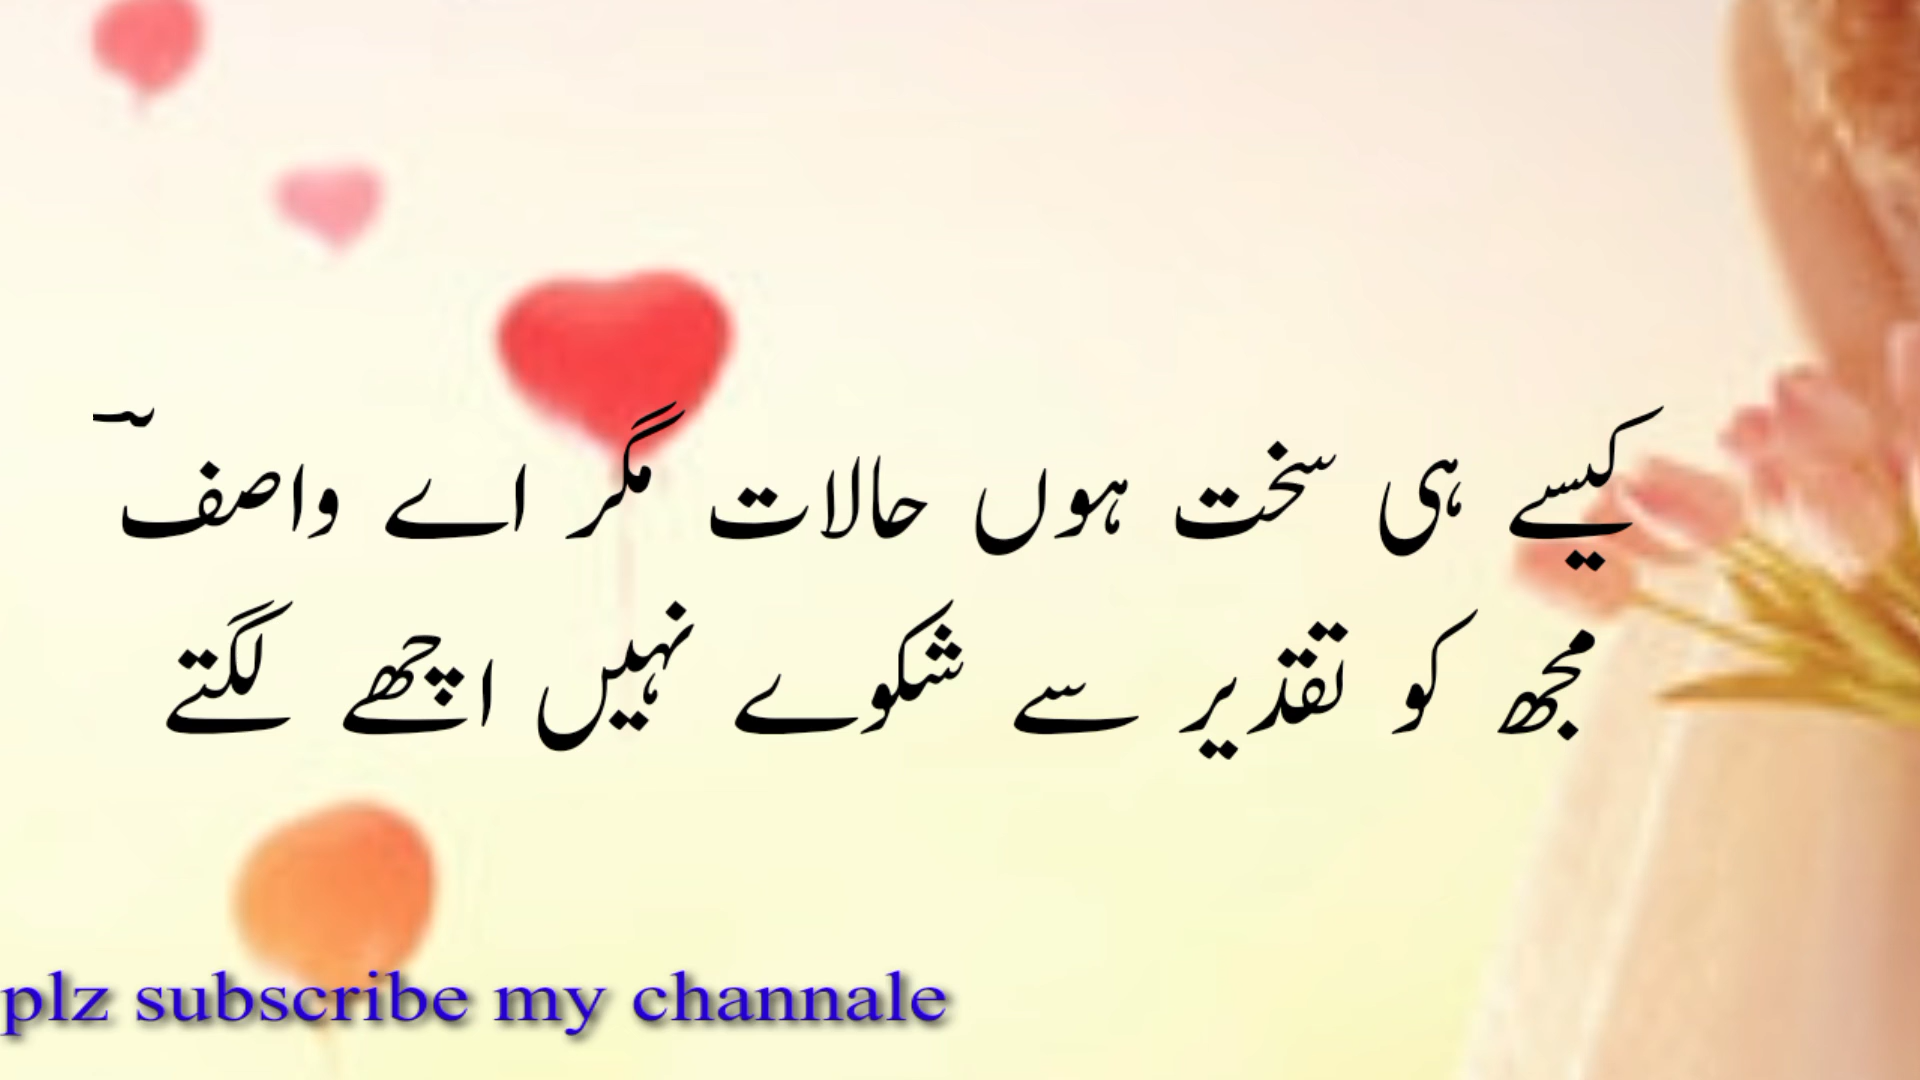 کیسے ہی سخت ہوں حالات مگر اے واصفؔ
مجھ کو تقدیر سے شکوے نہیں اچھے لگتے
plz subscribe my channale